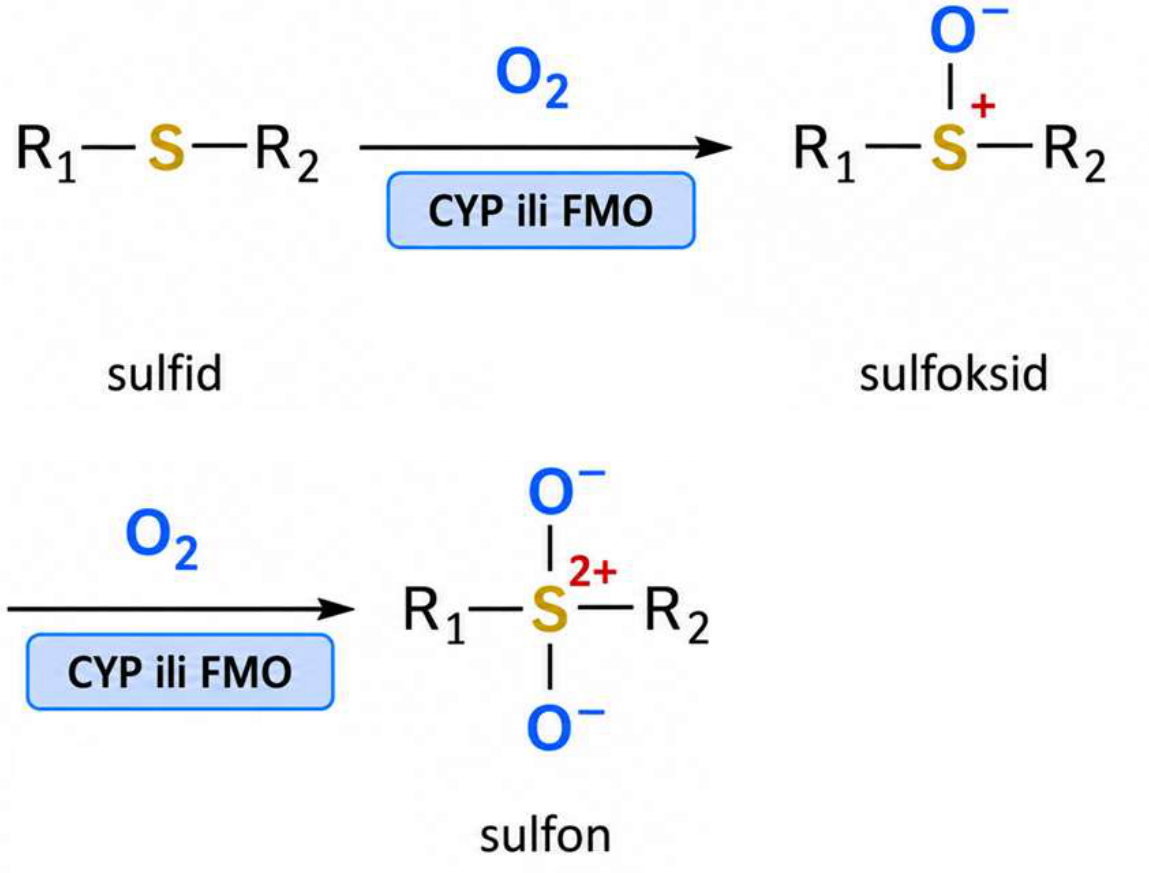 O⁻
O₂
R₁—S—R₂
R₁—S⁺—R₂
CYP ili FMO
sulfid
sulfoksid
O⁻
O₂
R₁—S²⁺—R₂
CYP ili FMO
O⁻
sulfon